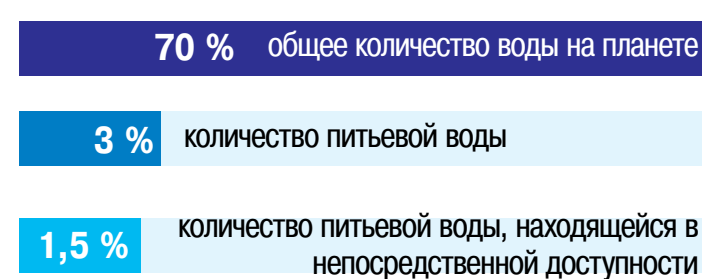 70 % общее количество воды на планете
3 % количество питьевой воды
1,5 % количество питьевой воды, находящейся в
непосредственной доступности